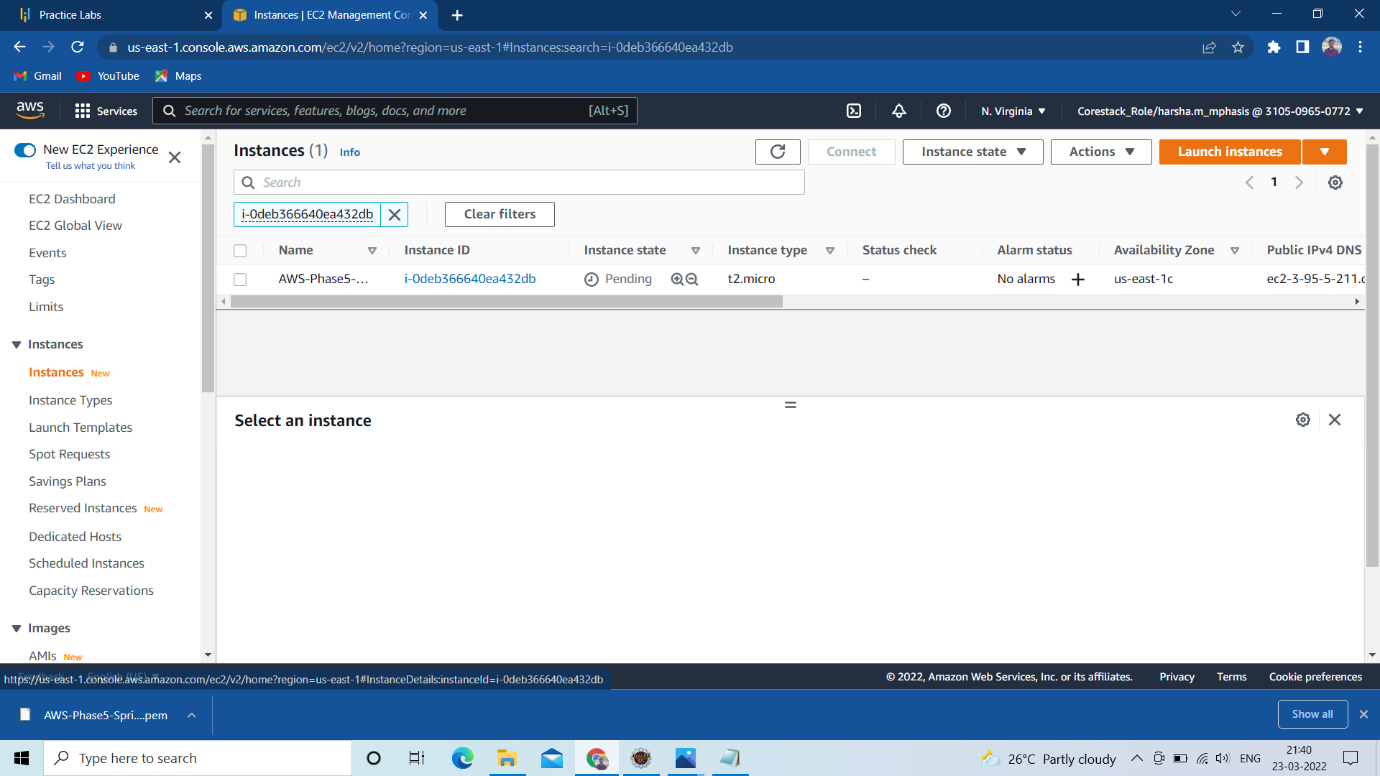 Practice Labs
Instances | EC2 Management Cor
us-east-1.console.aws.amazon.com/ec2/v2/home?region=us-east-1#Instances:search=i-0deb366640ea432db
Gmail YouTube Maps
aws Services Search for services, features, blogs, docs, and more [Alt+S] N. Virginia Corestack_Role/harsha.m_mphasis @ 3105-0965-0772
New EC2 Experience
Tell us what you think
EC2 Dashboard
EC2 Global View
Events
Tags
Limits
Instances
Instances New
Instance Types
Launch Templates
Spot Requests
Savings Plans
Reserved Instances New
Dedicated Hosts
Scheduled Instances
Capacity Reservations
Images
AMIs New
Instances (1) Info
Connect Instance state Actions Launch instances
Search
1
i-0deb366640ea432db Clear filters
Name Instance ID Instance state Instance type Status check Alarm status Availability Zone Public IPv4 DNS
AWS-Phase5-... i-0deb366640ea432db Pending t2.micro – No alarms + us-east-1c ec2-3-95-5-211.c
Select an instance
https://us-east-1.console.aws.amazon.com/ec2/v2/home?region=us-east-1#InstanceDetails:instanceId=i-0deb366640ea432db
© 2022, Amazon Web Services, Inc. or its affiliates. Privacy Terms Cookie preferences
AWS-Phase5-Spri....pem Show all
Type here to search
26°C Partly cloudy ENG
21:40
23-03-2022